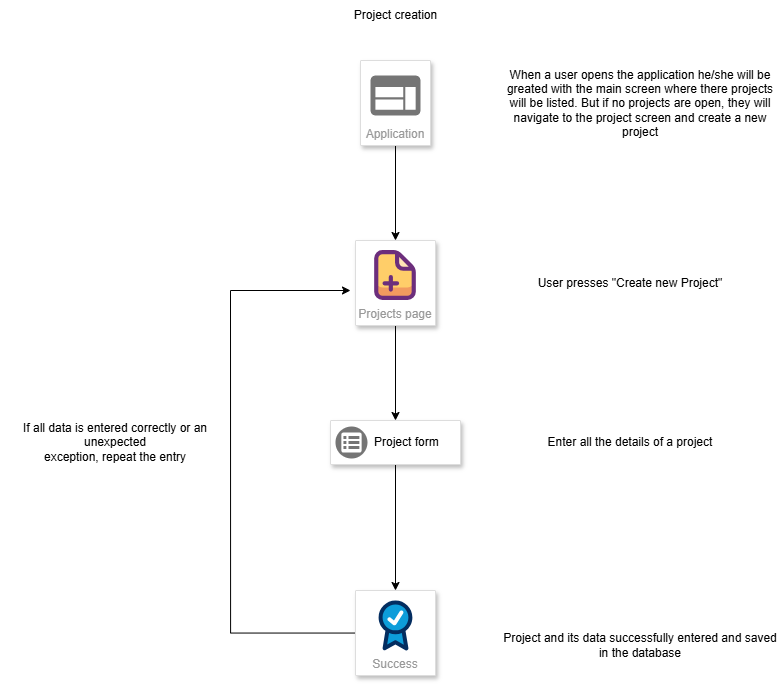 Project creation
When a user opens the application he/she will be
greated with the main screen where there projects
will be listed. But if no projects are open, they will
navigate to the project screen and create a new
project
Application
User presses "Create new Project"
Projects page
If all data is entered correctly or an
unexpected
exception, repeat the entry
Project form
Enter all the details of a project
Project and its data successfully entered and saved
in the database
Success